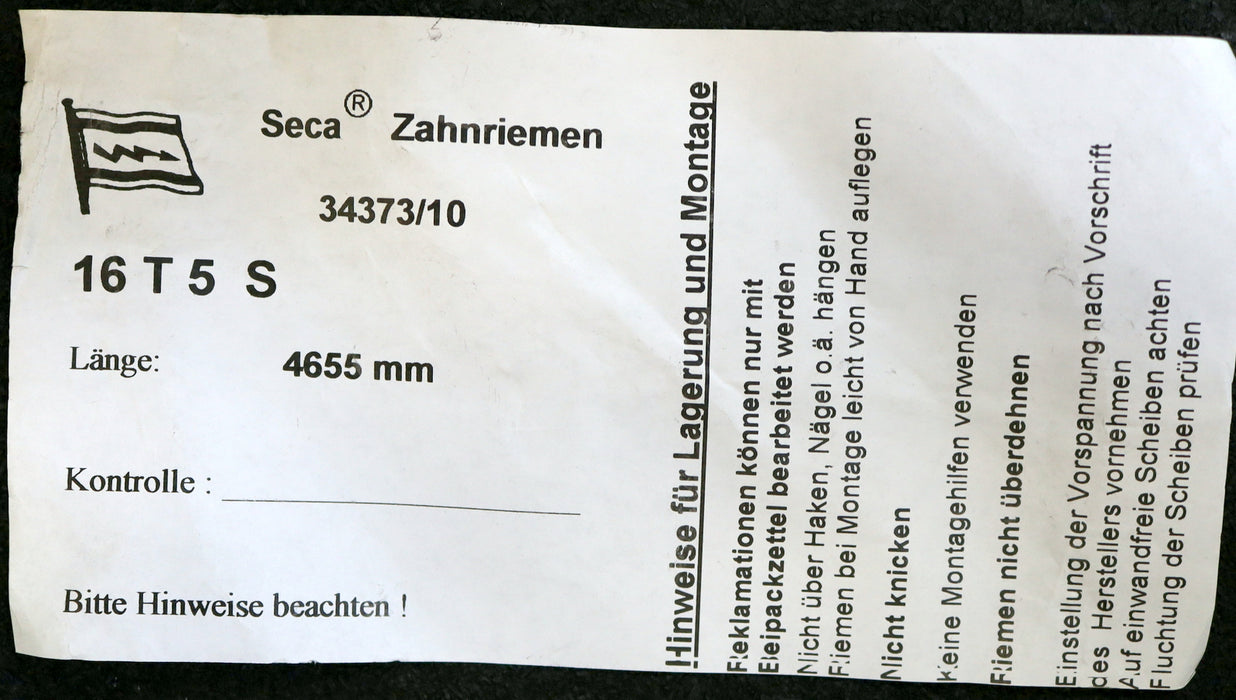 Seca® Zahnriemen
34373/10
16 T 5 S
Länge: 4655 mm
Kontrolle :
Bitte Hinweise beachten !
Hinweise für Lagerung und Montage
Reklamationen können nur mit
Beipackzettel bearbeitet werden
Nicht über Haken, Nägel o.ä. hängen
Riemen bei Montage leicht von Hand auflegen
Nicht knicken
Keine Montagehilfen verwenden
Riemen nicht überdehnen
Einstellung der Vorspannung nach Vorschrift
des Herstellers vornehmen
Auf einwandfreie Scheiben achten
Fluchtung der Scheiben prüfen